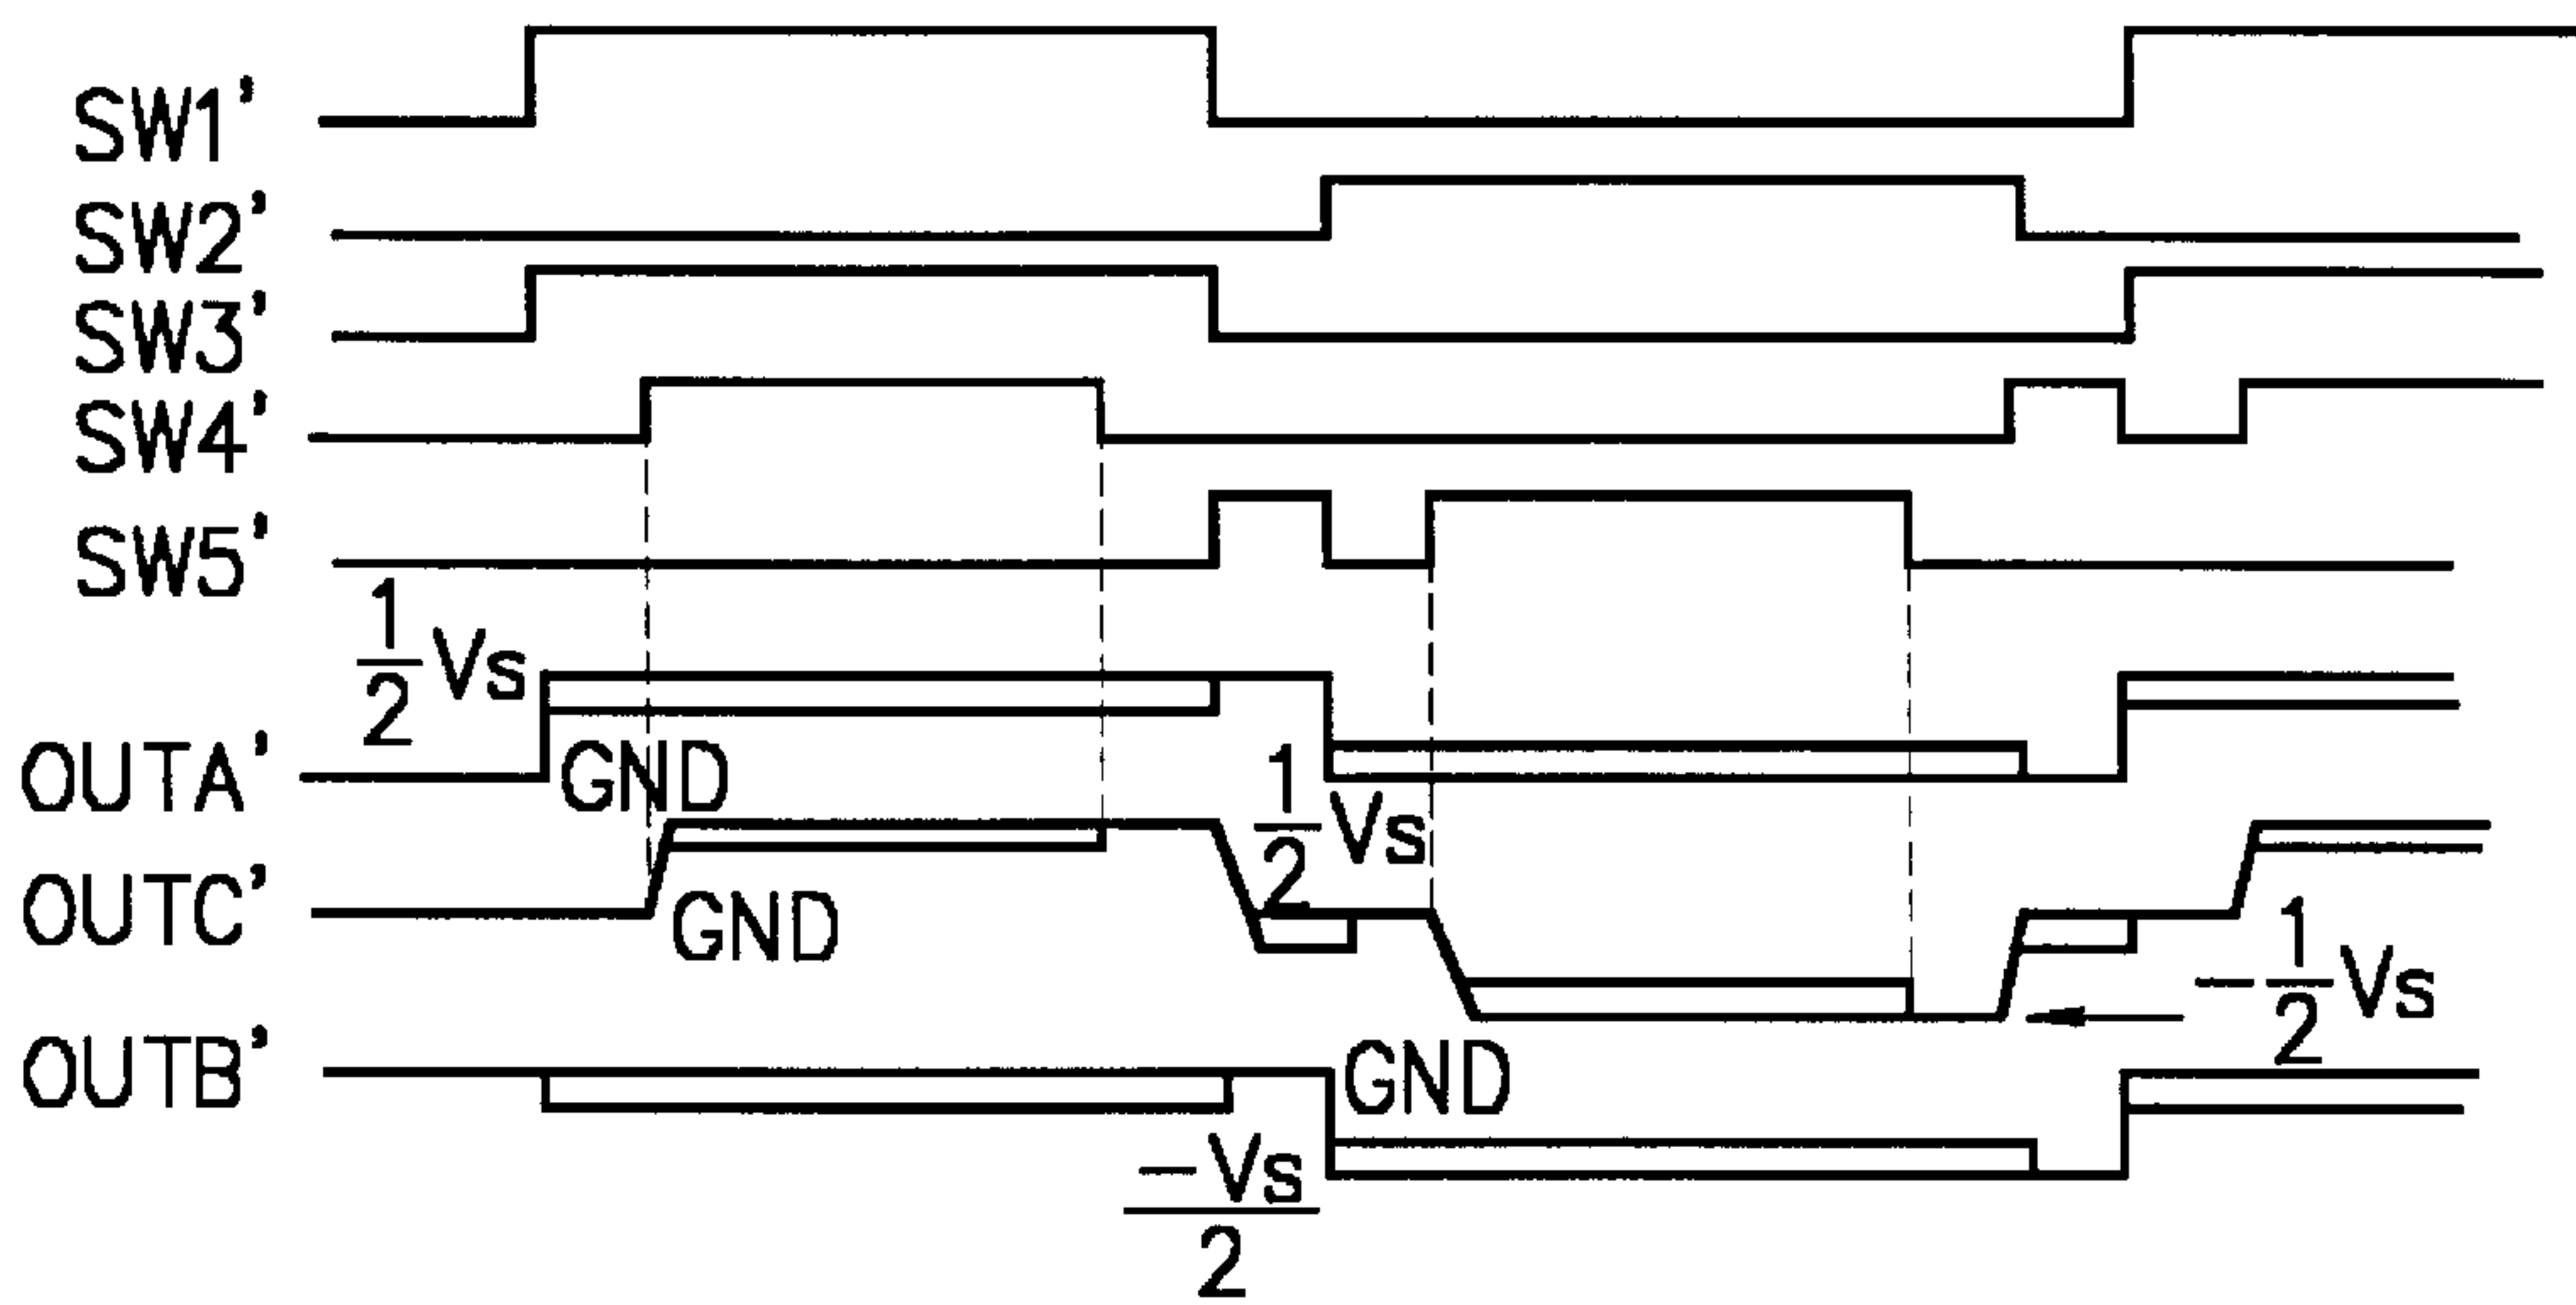 SW1'
SW2'
SW3'
SW4'
SW5'
1/2 Vs
OUTA'
GND
1/2 Vs
OUTC'
GND
-1/2 Vs
OUTB'
GND
-Vs/2